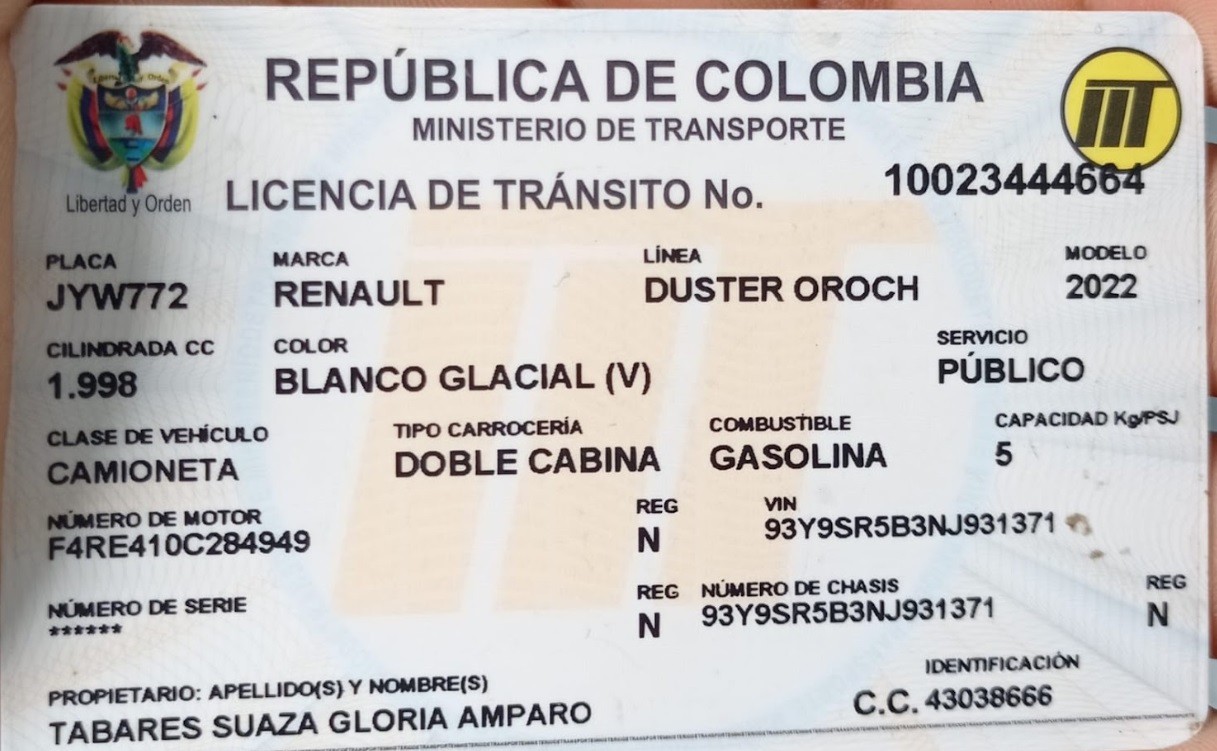 REPÚBLICA DE COLOMBIA
MINISTERIO DE TRANSPORTE
Libertad y Orden
LICENCIA DE TRÁNSITO No. 10023444664
PLACA MARCA LÍNEA MODELO
JYW772 RENAULT DUSTER OROCH 2022
CILINDRADA CC COLOR SERVICIO
1.998 BLANCO GLACIAL (V) PÚBLICO
CLASE DE VEHÍCULO TIPO CARROCERÍA COMBUSTIBLE CAPACIDAD Kg/PSJ
CAMIONETA DOBLE CABINA GASOLINA 5
NÚMERO DE MOTOR REG VIN
F4RE410C284949 N 93Y9SR5B3NJ931371
NÚMERO DE SERIE REG NÚMERO DE CHASIS REG
****** N 93Y9SR5B3NJ931371 N
PROPIETARIO: APELLIDO(S) Y NOMBRE(S) IDENTIFICACIÓN
TABARES SUAZA GLORIA AMPARO C.C. 43038666